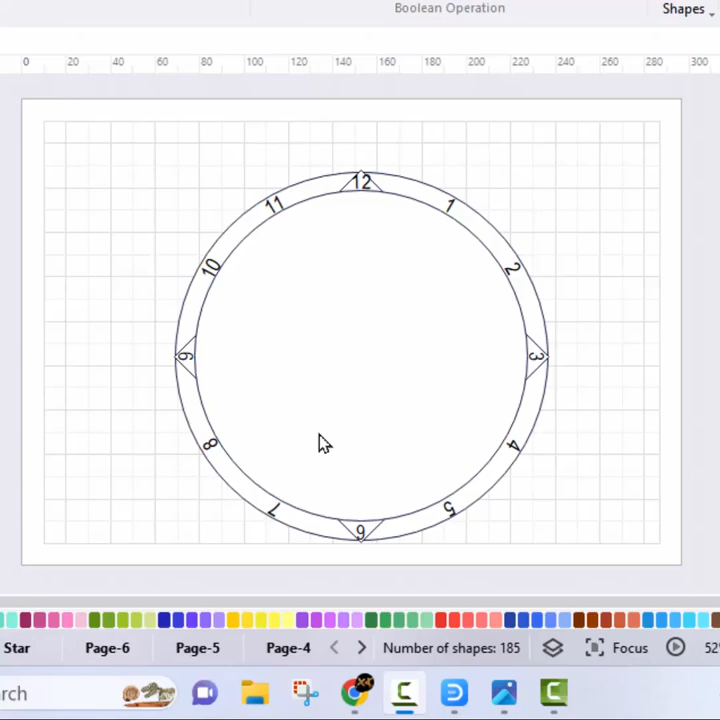 Boolean Operation
Shapes
0 20 40 60 80 100 120 140 160 180 200 220 240 260 280 300
12
11 1
10 2
9 3
8 4
7 5
6
Star Page-6 Page-5 Page-4 Number of shapes: 185 Focus 52
rch